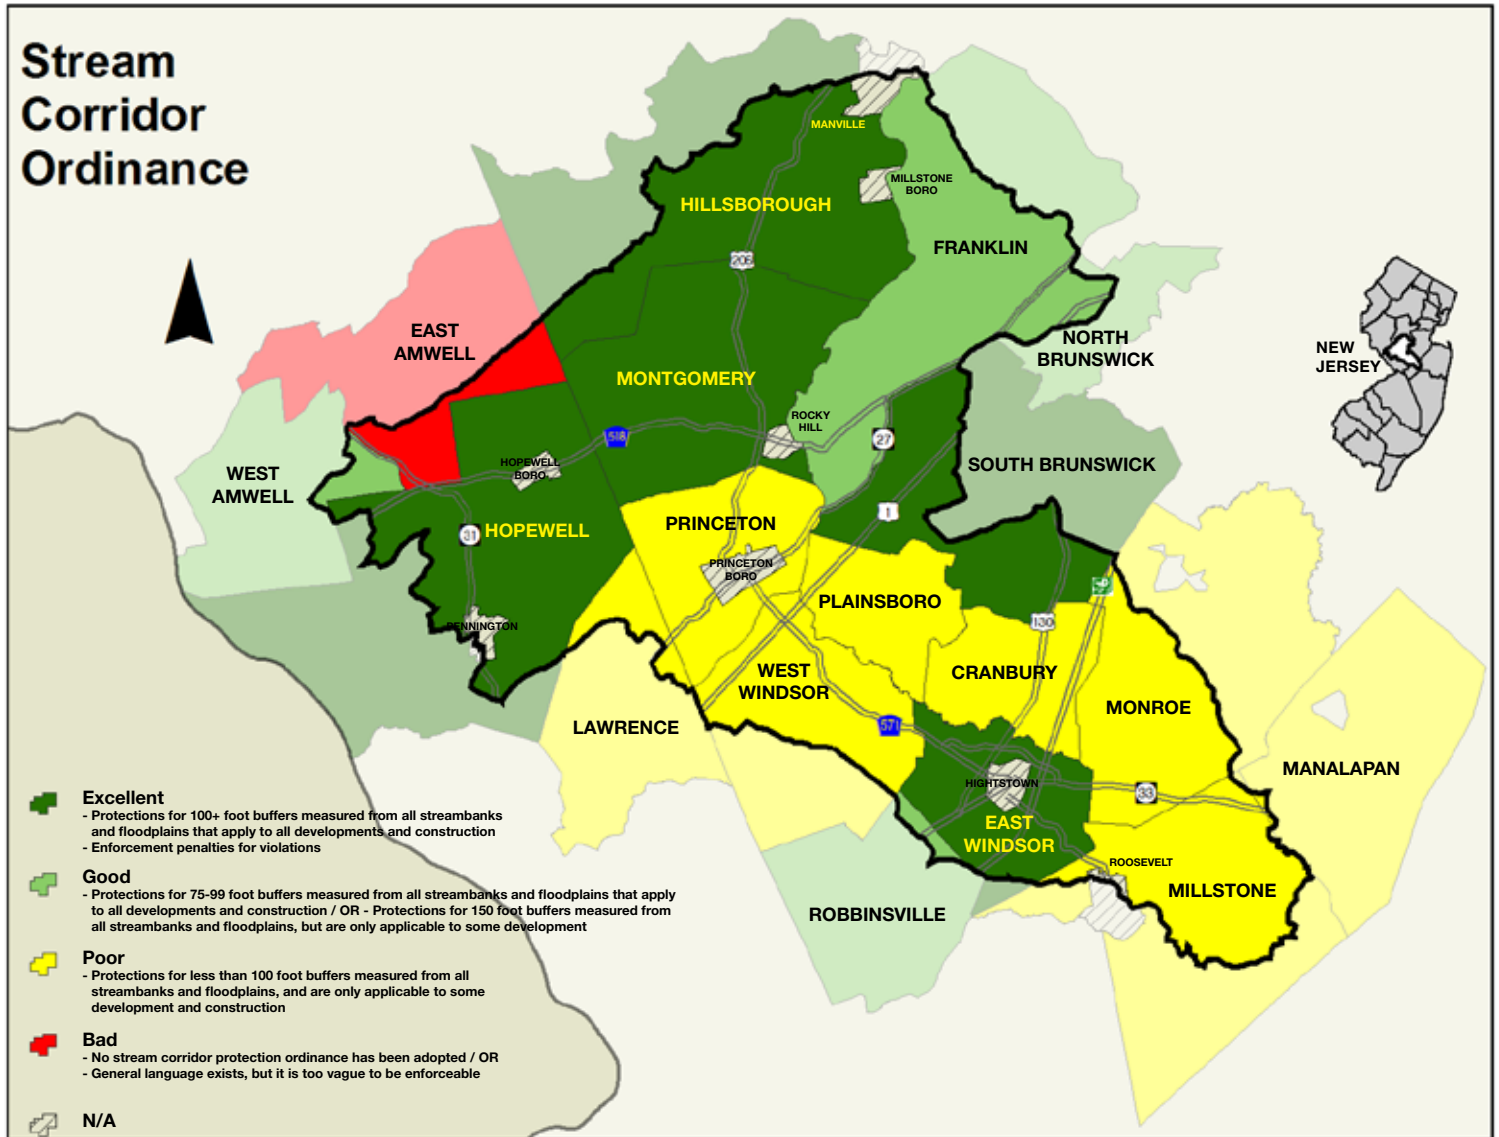 Stream
Corridor
Ordinance
MANVILLE
MILLSTONE
BORO
HILLSBOROUGH
FRANKLIN
206
EAST
AMWELL
NORTH
BRUNSWICK
NEW
JERSEY
MONTGOMERY
ROCKY
HILL
518
27
HOPEWELL
BORO
WEST
AMWELL
SOUTH BRUNSWICK
1
PRINCETON
31
HOPEWELL
PRINCETON
BORO
PLAINSBORO
130
PENNINGTON
CRANBURY
WEST
WINDSOR
MONROE
LAWRENCE
571
MANALAPAN
HIGHTSTOWN
33
EAST
WINDSOR
ROOSEVELT
MILLSTONE
ROBBINSVILLE
Excellent
- Protections for 100+ foot buffers measured from all streambanks
and floodplains that apply to all developments and construction
- Enforcement penalties for violations
Good
- Protections for 75-99 foot buffers measured from all streambanks and floodplains that apply
to all developments and construction / OR - Protections for 150 foot buffers measured from
all streambanks and floodplains, but are only applicable to some development
Poor
- Protections for less than 100 foot buffers measured from all
streambanks and floodplains, and are only applicable to some
development and construction
Bad
- No stream corridor protection ordinance has been adopted / OR
- General language exists, but it is too vague to be enforceable
N/A